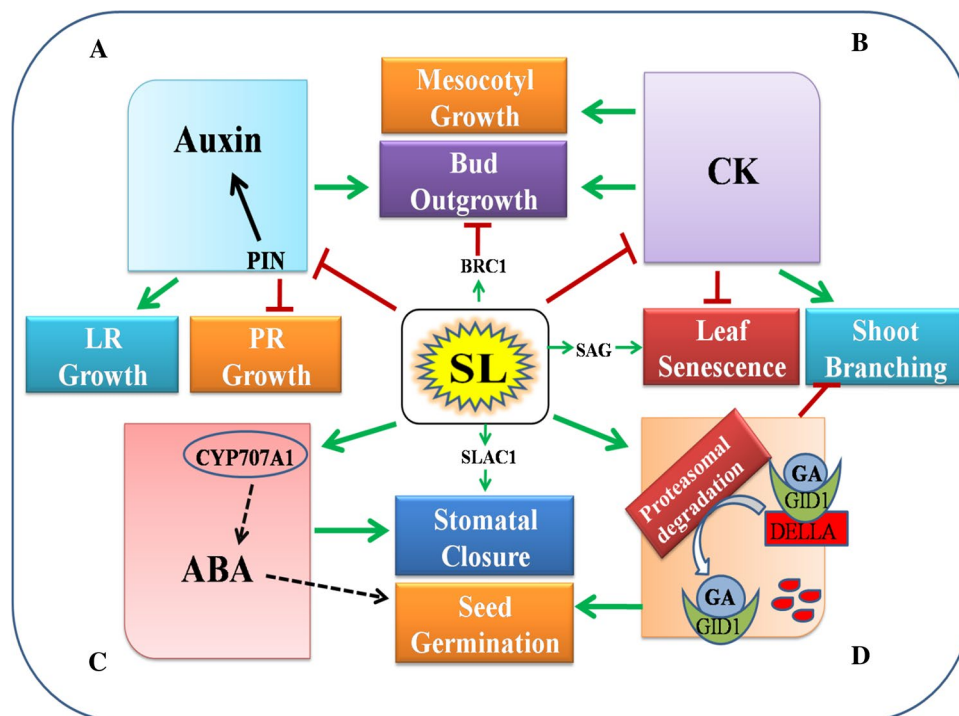 A
B
Mesocotyl
Growth
Auxin
Bud
Outgrowth
CK
PIN
BRC1
LR
Growth
PR
Growth
SL
SAG
Leaf
Senescence
Shoot
Branching
CYP707A1
SLAC1
Proteasomal
degradation
GA
GID1
DELLA
Stomatal
Closure
ABA
Seed
Germination
GA
GID1
C
D